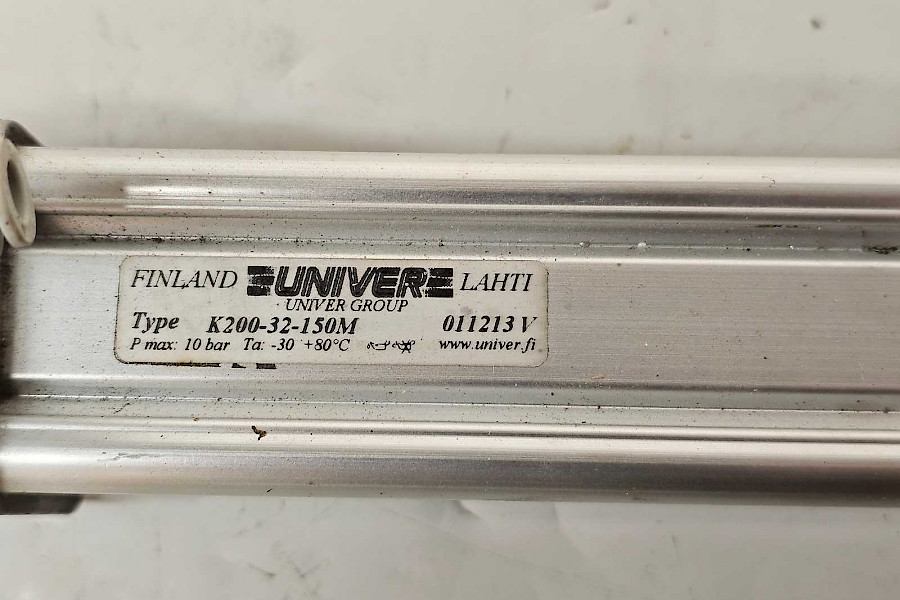 FINLAND UNIVER LAHTI
UNIVER GROUP
Type K200-32-150M 011213 V
P max: 10 bar Ta: -30 +80°C www.univer.fi